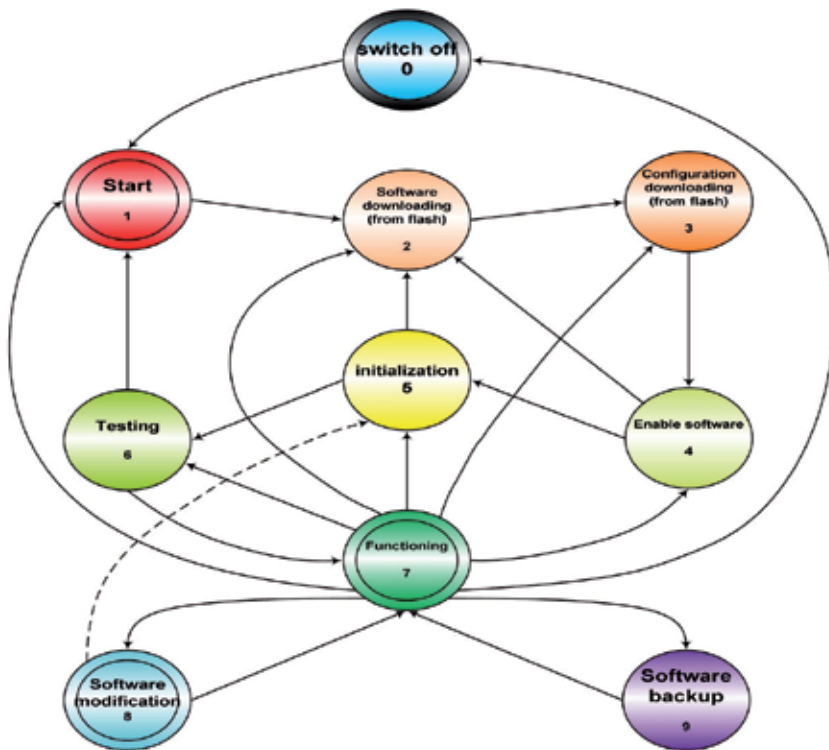 switch off
0
Start
1
Software
downloading
(from flash)
2
Configuration
downloading
(from flash)
3
initialization
5
Testing
6
Enable software
4
Functioning
7
Software
modification
8
Software
backup
9